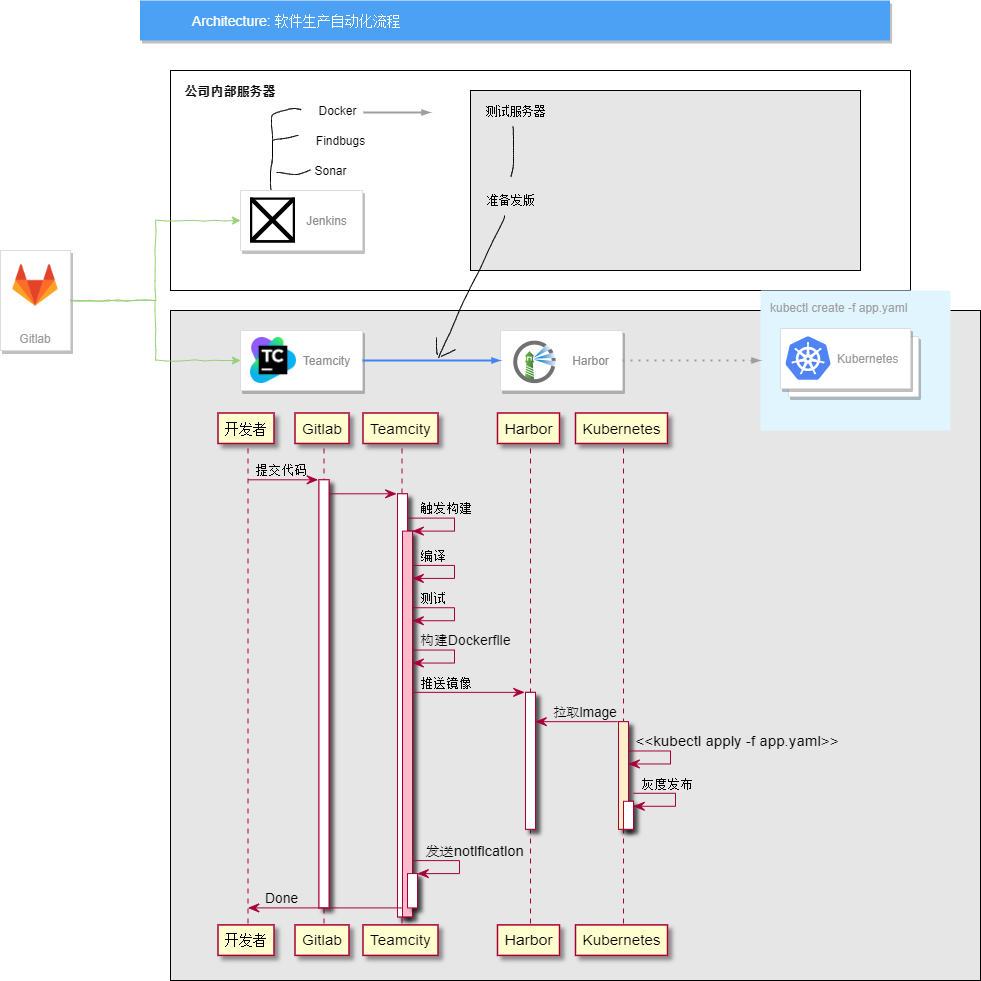 Architecture: 软件生产自动化流程
公司内部服务器
Docker
Findbugs
Sonar
Jenkins
测试服务器
准备发版
Gitlab
kubectl create -f app.yaml
TC
Teamcity
Harbor
Kubernetes
开发者
Gitlab
Teamcity
Harbor
Kubernetes
提交代码
触发构建
编译
测试
构建Dockerfile
推送镜像
拉取Image
<<kubectl apply -f app.yaml>>
灰度发布
发送notification
Done
开发者
Gitlab
Teamcity
Harbor
Kubernetes